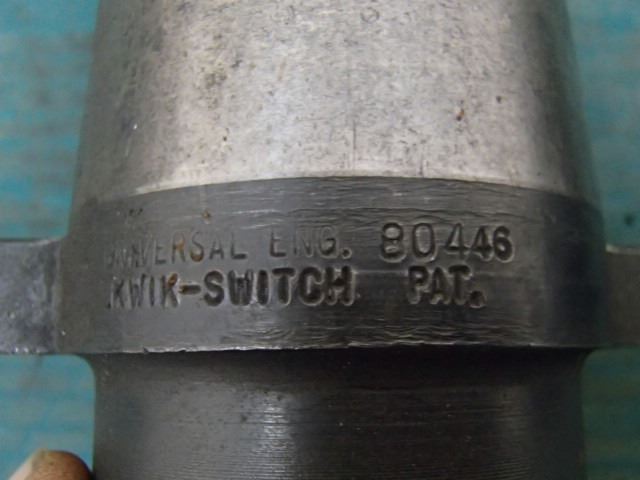 UNIVERSAL ENG. 80446
KWIK-SWITCH PAT.